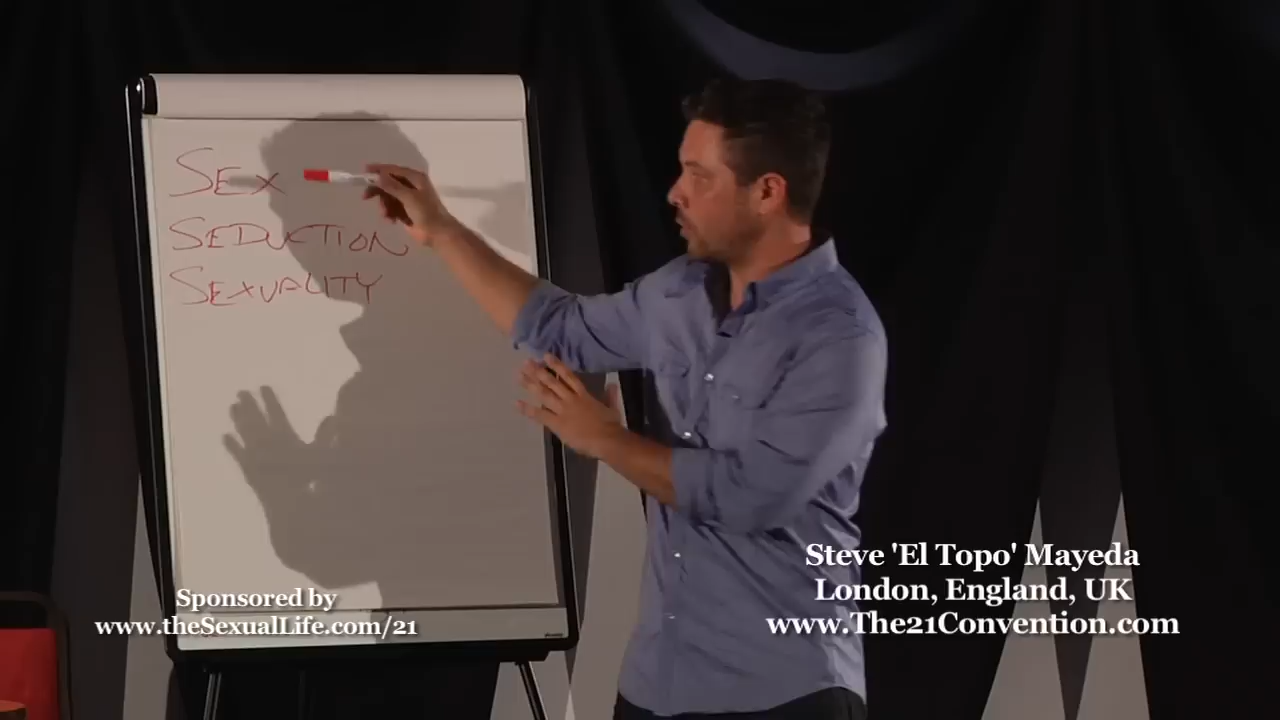 SEX
SEDUCTION
SEXUALITY
Sponsored by
www.theSexualLife.com/21
Steve 'El Topo' Mayeda
London, England, UK
www.The21Convention.com